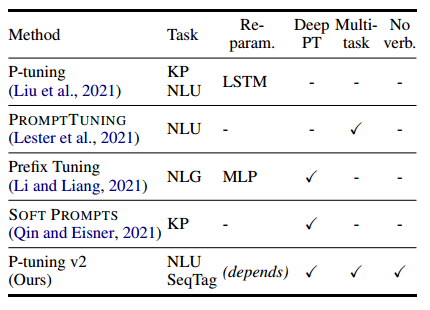 Method Task Re-param. Deep PT Multi-task No verb.
P-tuning (Liu et al., 2021) KP NLU LSTM - - -
PROMPTTUNING (Lester et al., 2021) NLU - - ✓ -
Prefix Tuning (Li and Liang, 2021) NLG MLP ✓ - -
SOFT PROMPTS (Qin and Eisner, 2021) KP - ✓ - -
P-tuning v2 (Ours) NLU SeqTag (depends) ✓ ✓ ✓